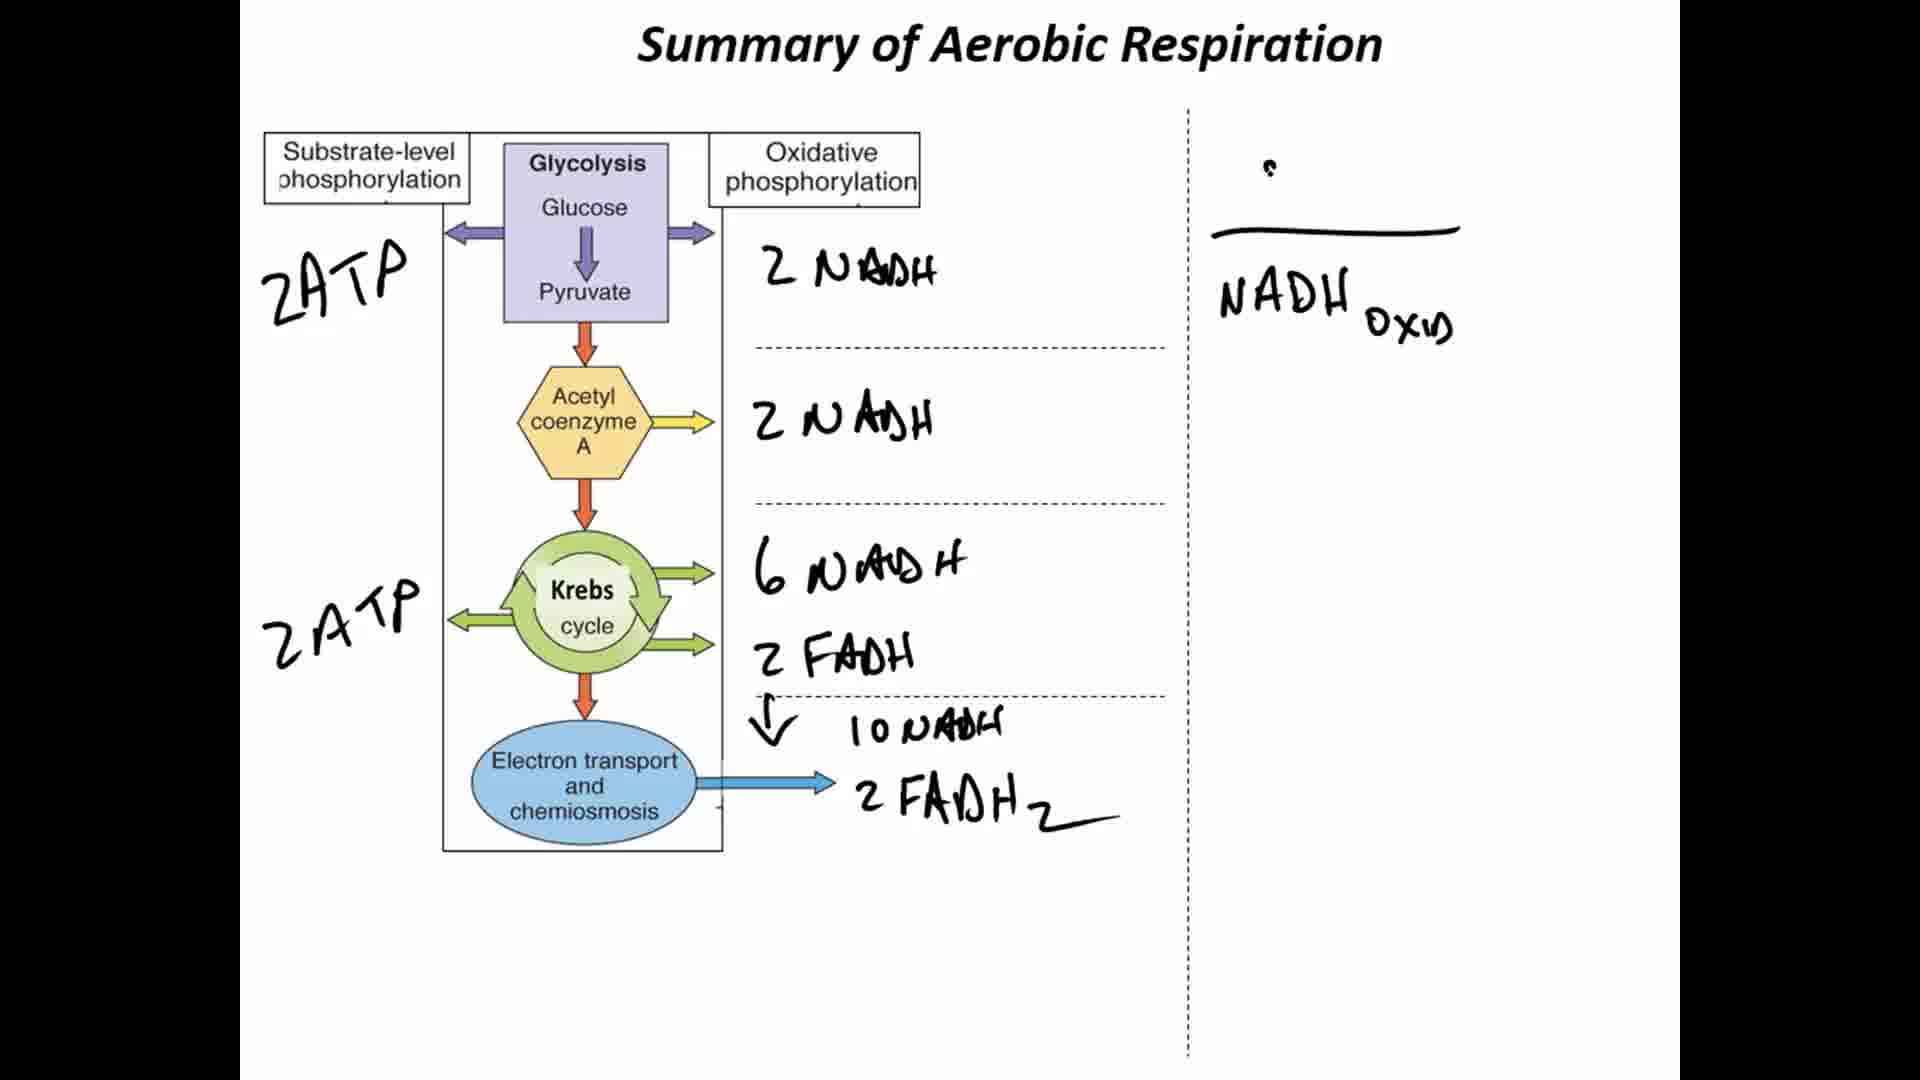 Summary of Aerobic Respiration
Substrate-level
phosphorylation
Glycolysis
Glucose
Pyruvate
Oxidative
phosphorylation
2ATP
2 NADH
NADH OXID
Acetyl
coenzyme
A
2 NADH
Krebs
cycle
2ATP
6 NADH
2 FADH
10 NADH
2 FADH2
Electron transport
and
chemiosmosis